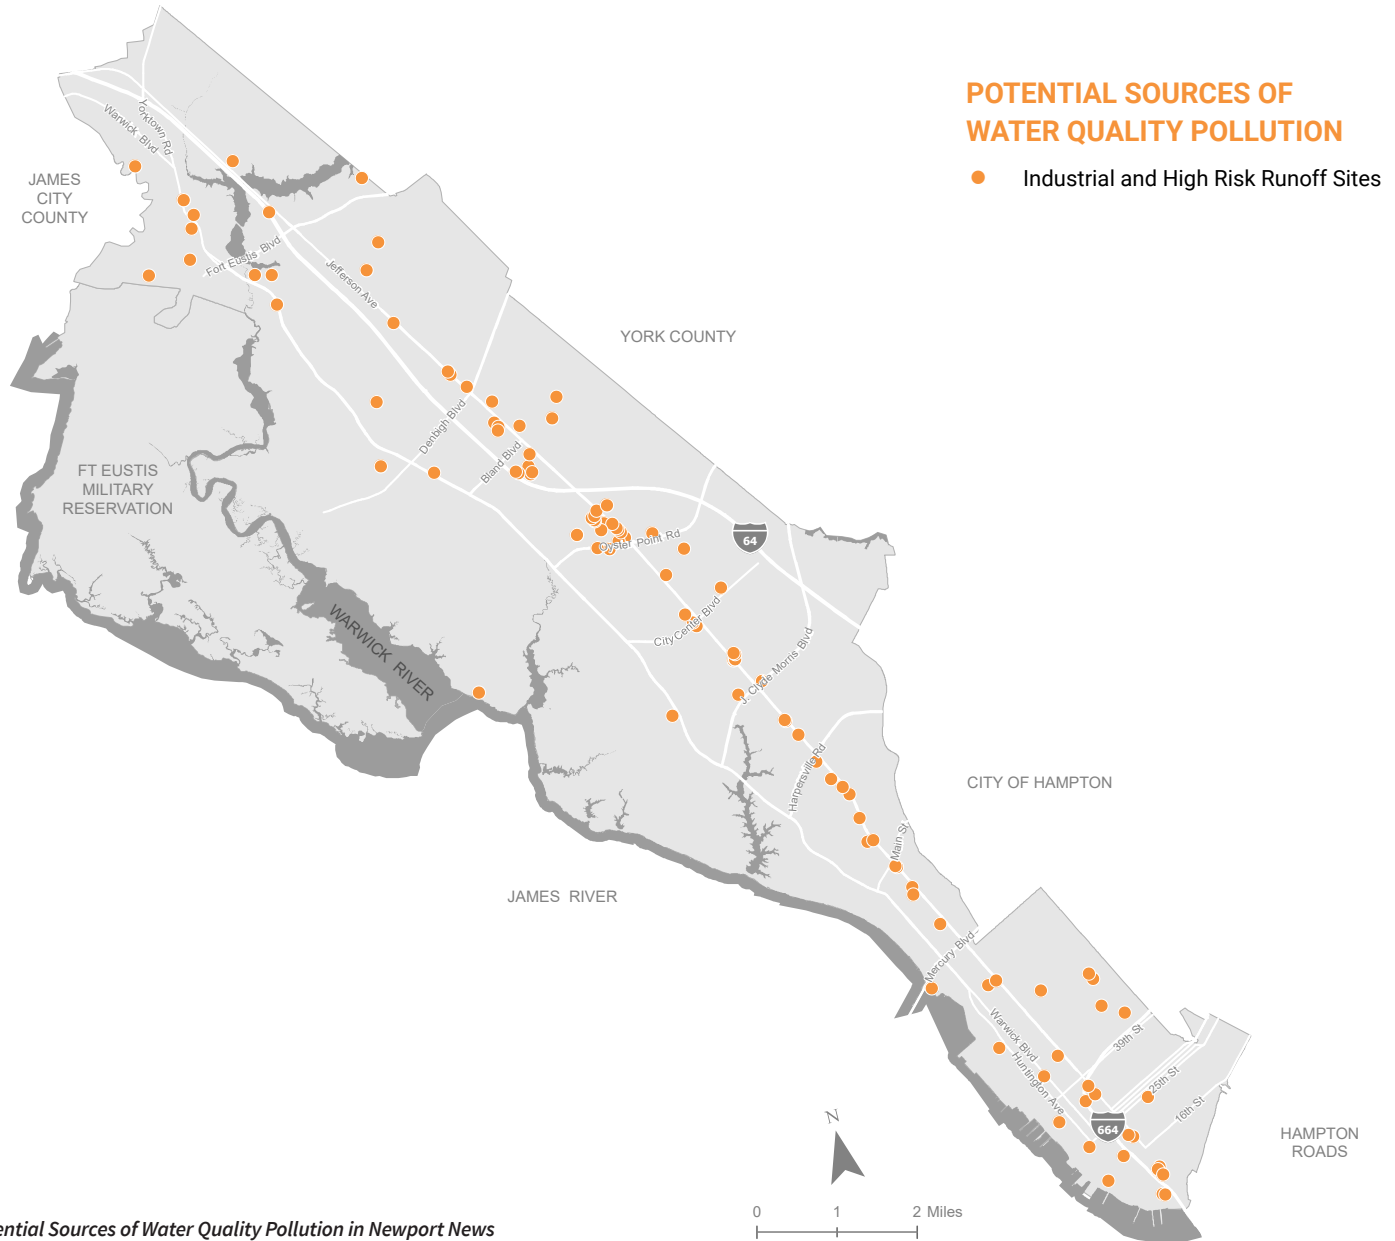 POTENTIAL SOURCES OF
WATER QUALITY POLLUTION
Industrial and High Risk Runoff Sites
JAMES
CITY
COUNTY
Warwick Blvd
Yorktown Rd
Fort Eustis Blvd
Jefferson Ave
YORK COUNTY
Denbigh Blvd
Bland Blvd
FT EUSTIS
MILITARY
RESERVATION
Oyster Point Rd
64
WARWICK RIVER
City Center Blvd
J. Clyde Morris Blvd
Harpersville Rd
CITY OF HAMPTON
Main St
JAMES RIVER
Mercury Blvd
Warwick Blvd
Huntington Ave
39th St
25th St
16th St
664
HAMPTON
ROADS
N
0 1 2 Miles
ential Sources of Water Quality Pollution in Newport News